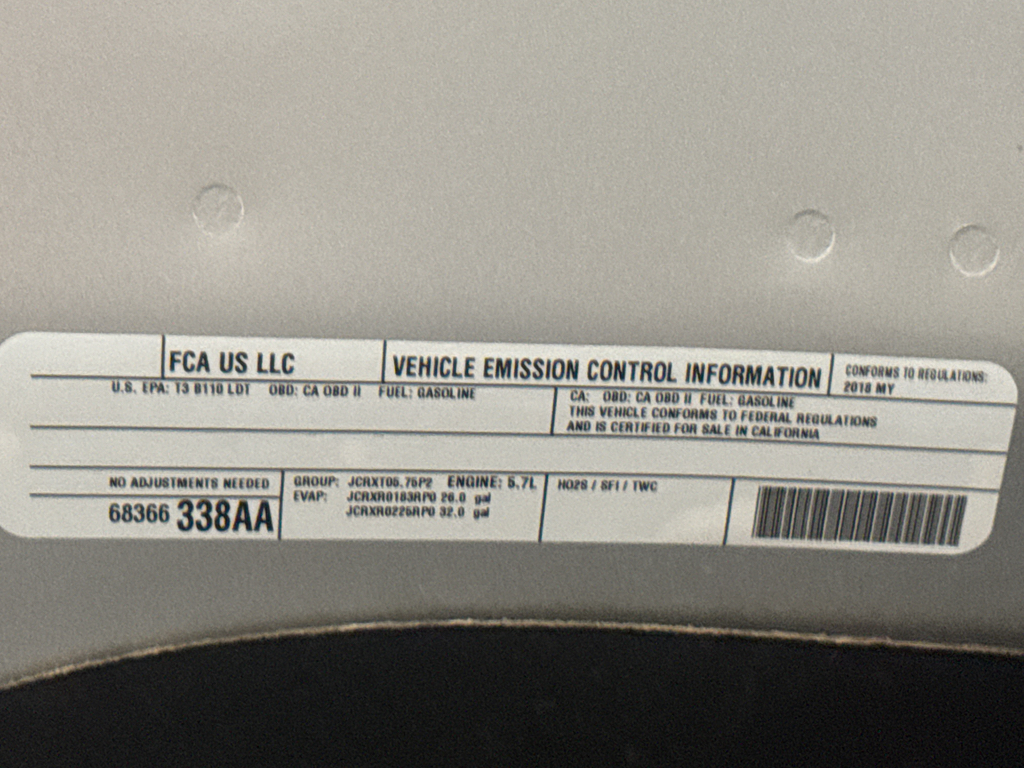 FCA US LLC
VEHICLE EMISSION CONTROL INFORMATION
CONFORMS TO REGULATIONS:
2018 MY
U.S. EPA: T3 B110 LDT OBD: CA OBD II FUEL: GASOLINE
CA: OBD: CA OBD II FUEL: GASOLINE
THIS VEHICLE CONFORMS TO FEDERAL REGULATIONS
AND IS CERTIFIED FOR SALE IN CALIFORNIA
NO ADJUSTMENTS NEEDED
68366 338AA
GROUP: JCRXT05.75P2 ENGINE: 5.7L
EVAP: JCRXR0183RP0 26.0 gal
JCRXR0225RP0 32.0 gal
HO2S / SFI / TWC